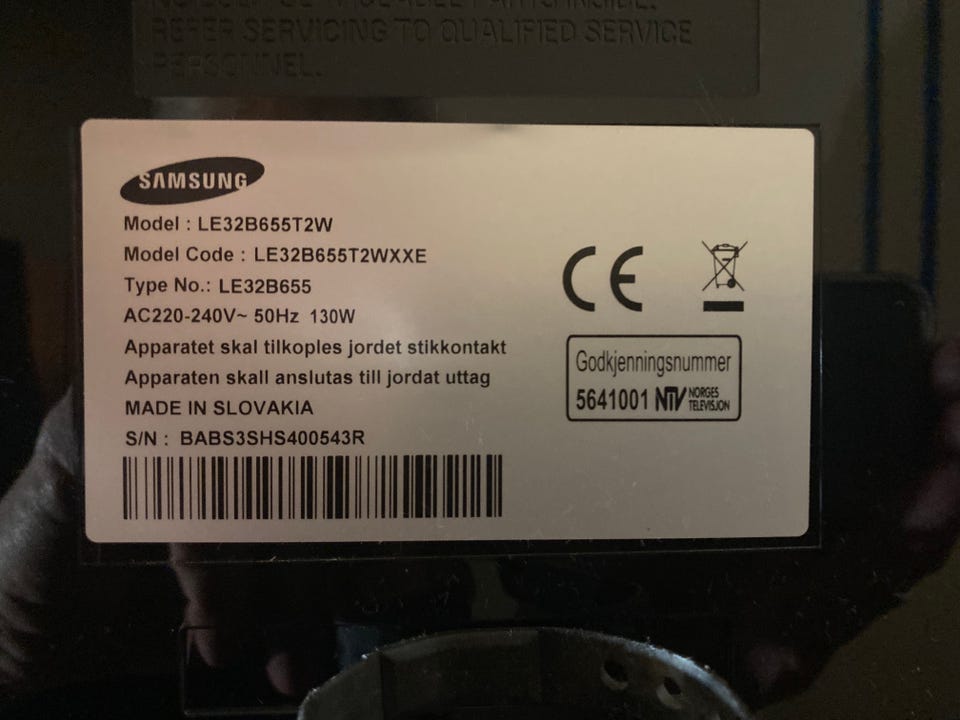 REFER SERVICING TO QUALIFIED SERVICE
PERSONNEL.
SAMSUNG
Model : LE32B655T2W
Model Code : LE32B655T2WXXE
Type No.: LE32B655
AC220-240V~ 50Hz 130W
Apparatet skal tilkoples jordet stikkontakt
Apparaten skall anslutas till jordat uttag
MADE IN SLOVAKIA
S/N : BABS3SHS400543R
CE
Godkjenningsnummer
5641001 NTV NORGES
TELEVISJON